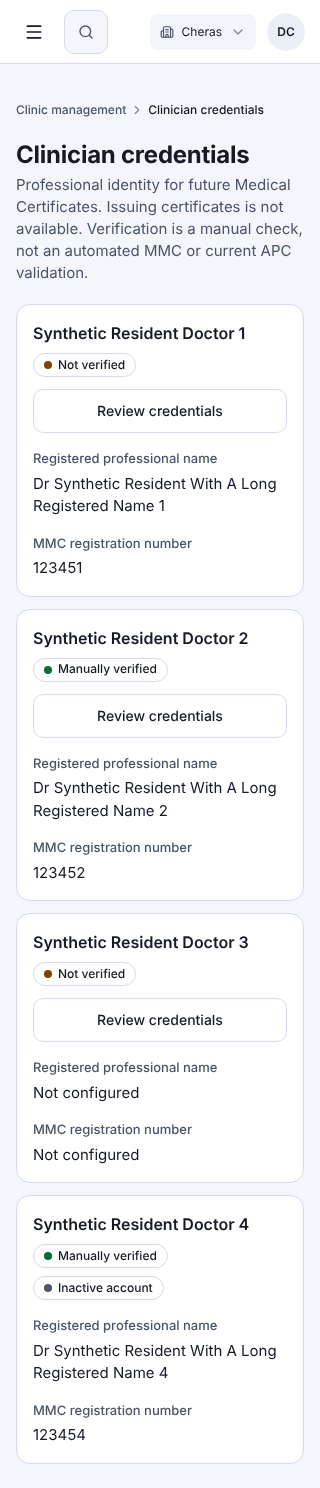 Cheras
DC
Clinic management > Clinician credentials
Clinician credentials
Professional identity for future Medical
Certificates. Issuing certificates is not
available. Verification is a manual check,
not an automated MMC or current APC
validation.
Synthetic Resident Doctor 1
Not verified
Review credentials
Registered professional name
Dr Synthetic Resident With A Long
Registered Name 1
MMC registration number
123451
Synthetic Resident Doctor 2
Manually verified
Review credentials
Registered professional name
Dr Synthetic Resident With A Long
Registered Name 2
MMC registration number
123452
Synthetic Resident Doctor 3
Not verified
Review credentials
Registered professional name
Not configured
MMC registration number
Not configured
Synthetic Resident Doctor 4
Manually verified
Inactive account
Registered professional name
Dr Synthetic Resident With A Long
Registered Name 4
MMC registration number
123454